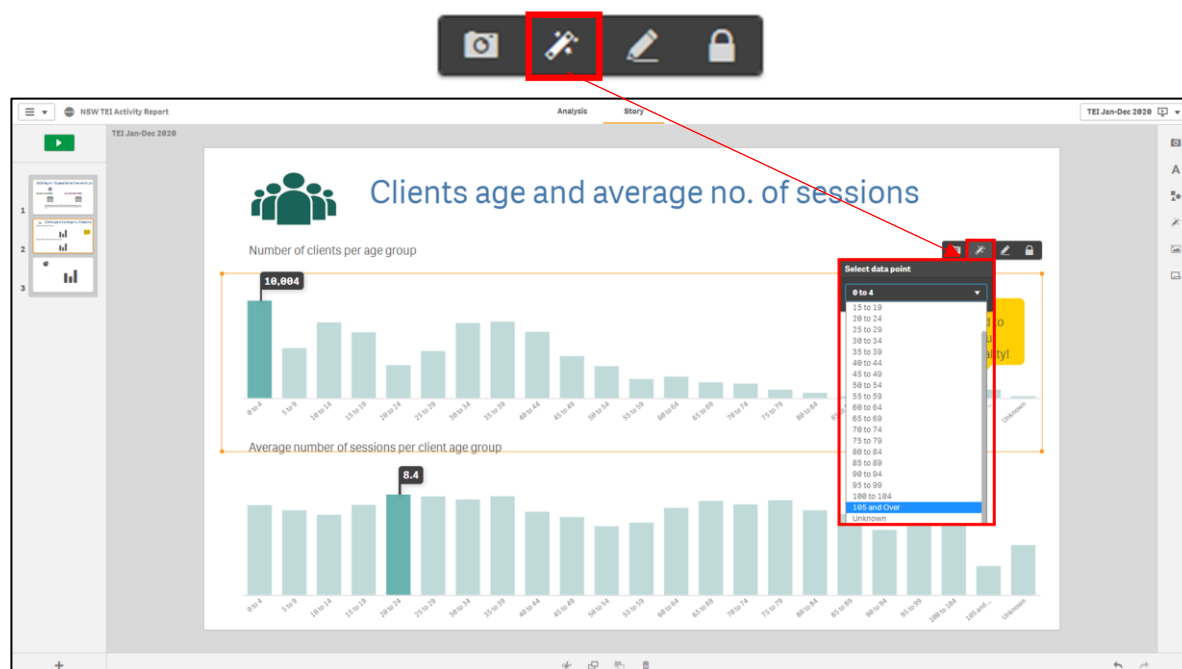 NSW TEI Activity Report
Analysis
Story
TEI Jan-Dec 2020
TEI Jan-Dec 2020
1
2
3
Clients age and average no. of sessions
Number of clients per age group
10,004
0 to 4
5 to 9
10 to 14
15 to 19
20 to 24
25 to 29
30 to 34
35 to 39
40 to 44
45 to 49
50 to 54
55 to 59
60 to 64
65 to 69
70 to 74
75 to 79
80 to 84
Unknown
Select data point
0 to 4
15 to 19
20 to 24
25 to 29
30 to 34
35 to 39
40 to 44
45 to 49
50 to 54
55 to 59
60 to 64
65 to 69
70 to 74
75 to 79
80 to 84
85 to 89
90 to 94
95 to 99
100 to 104
105 and Over
Unknown
to
ality!
Average number of sessions per client age group
8.4
0 to 4
5 to 9
10 to 14
15 to 19
20 to 24
25 to 29
30 to 34
35 to 39
40 to 44
45 to 49
50 to 54
55 to 59
60 to 64
65 to 69
70 to 74
75 to 79
80 to 84
85 to 89
90 to 94
95 to 99
100 to 104
105 and ...
Unknown